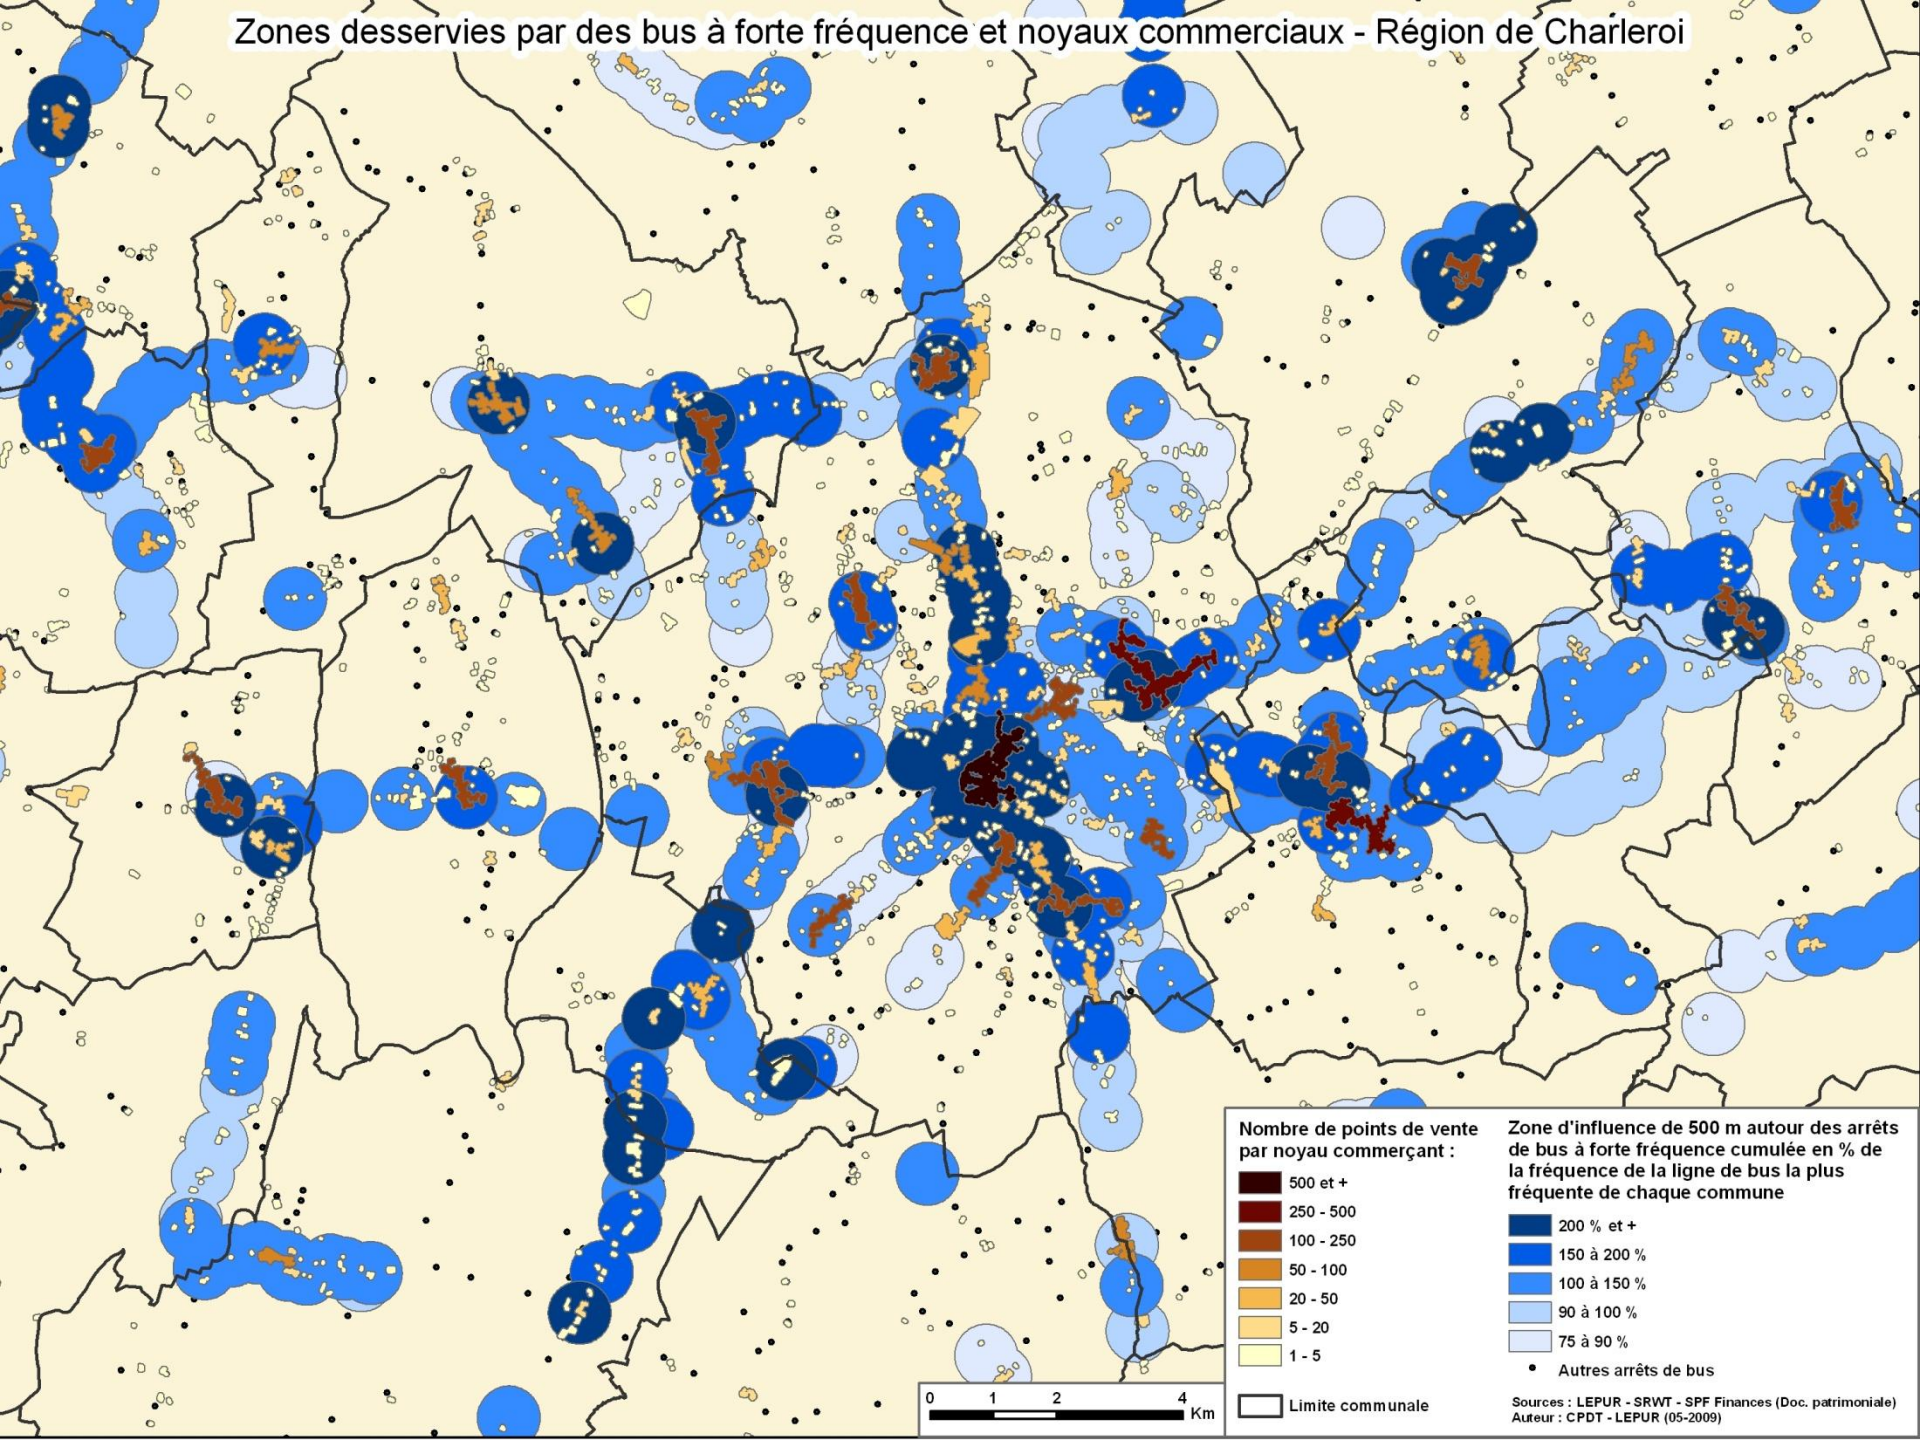 Zones desservies par des bus à forte fréquence et noyaux commerciaux - Région de Charleroi
Nombre de points de vente
par noyau commerçant :
500 et +
250 - 500
100 - 250
50 - 100
20 - 50
5 - 20
1 - 5
Limite communale
Zone d'influence de 500 m autour des arrêts
de bus à forte fréquence cumulée en % de
la fréquence de la ligne de bus la plus
fréquente de chaque commune
200 % et +
150 à 200 %
100 à 150 %
90 à 100 %
75 à 90 %
Autres arrêts de bus
Sources : LEPUR - SRWT - SPF Finances (Doc. patrimoniale)
Auteur : CPDT - LEPUR (05-2009)
0 1 2 4
Km